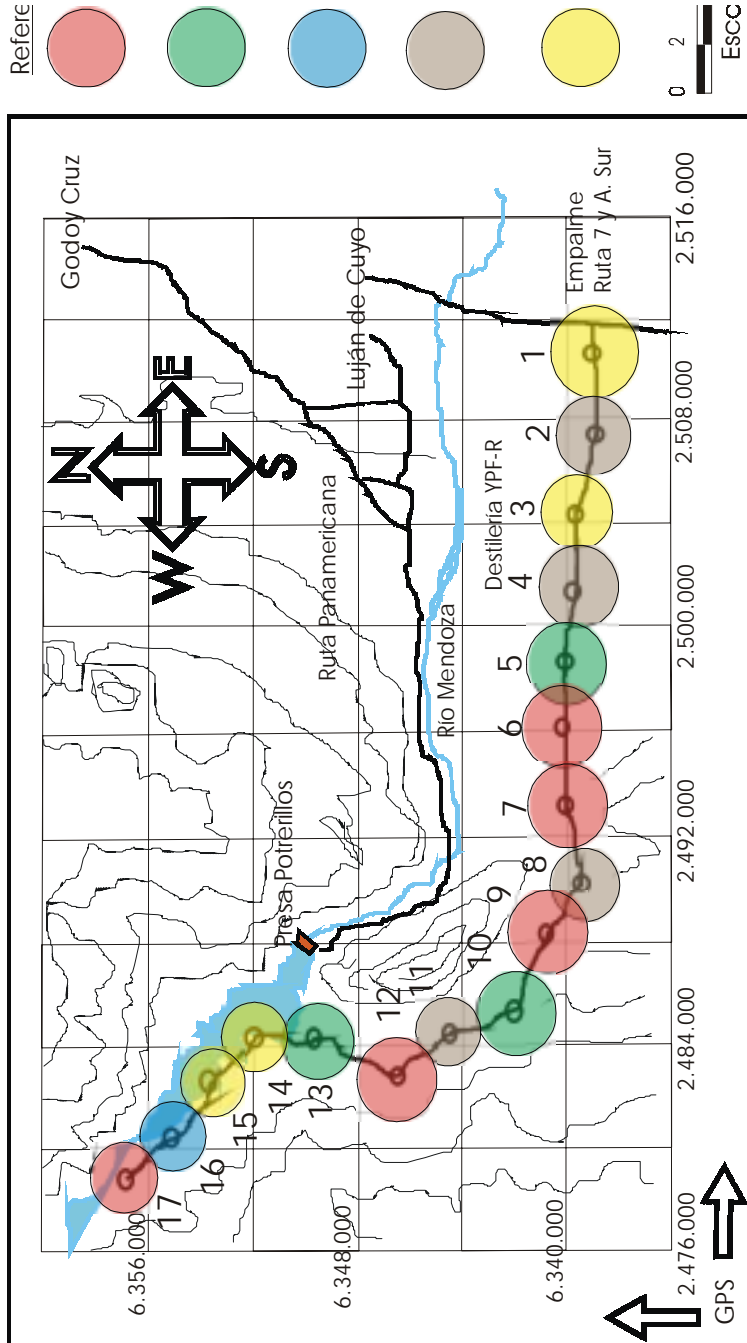 Refere
0 2
Esca
Godoy Cruz
N
E
S
W
Luján de Cuyo
Ruta Panamericana
Río Mendoza
Presa Potrerillos
Destilería YPF-R
Empalme
Ruta 7 y A. Sur
1
2
3
4
5
6
7
8
9
10
11
12
13
14
15
16
17
6.356.000
6.348.000
6.340.000
2.476.000
2.484.000
2.492.000
2.500.000
2.508.000
2.516.000
GPS